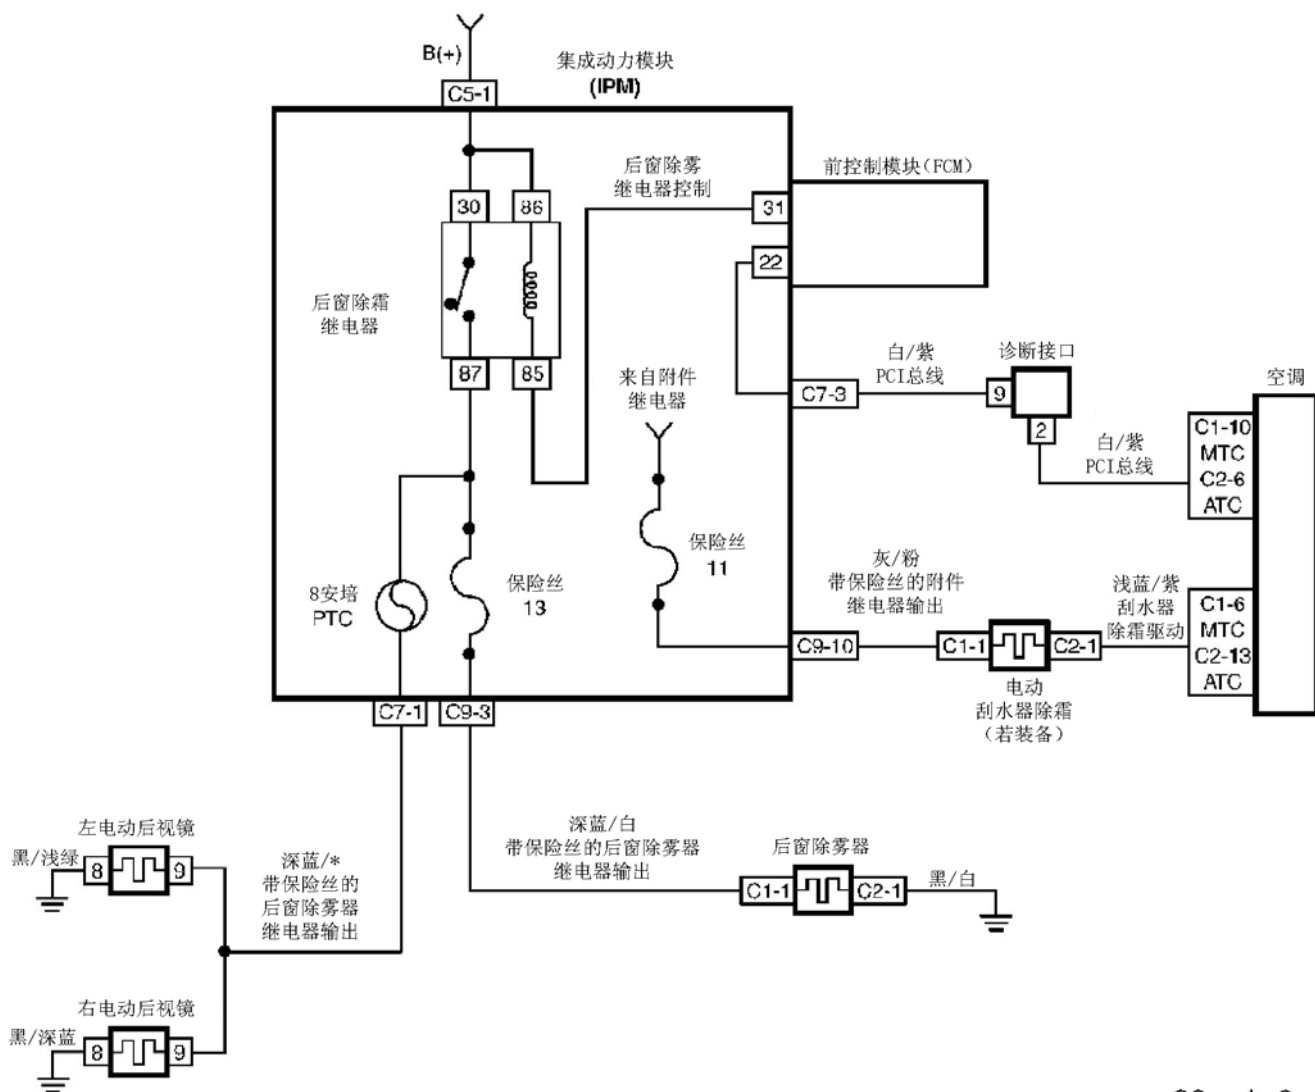 B(+)
集成动力模块
(IPM)
C5-1
后窗除雾
继电器控制
前控制模块(FCM)
30
86
31
22
后窗除霜
继电器
87
85
来自附件
继电器
白/紫
PCI总线
诊断接口
空调
C7-3
9
2
白/紫
PCI总线
C1-10
MTC
C2-6
ATC
保险丝
11
8安培
PTC
保险丝
13
灰/粉
带保险丝的附件
继电器输出
浅蓝/紫
刮水器
除霜驱动
C1-6
MTC
C2-13
ATC
C9-10
C1-1
C2-1
电动
刮水器除霜
(若装备)
C7-1
C9-3
左电动后视镜
黑/浅绿
8
9
深蓝/*
带保险丝的
后窗除雾器
继电器输出
深蓝/白
带保险丝的后窗除雾器
继电器输出
后窗除雾器
C1-1
C2-1
黑/白
右电动后视镜
黑/深蓝
8
9